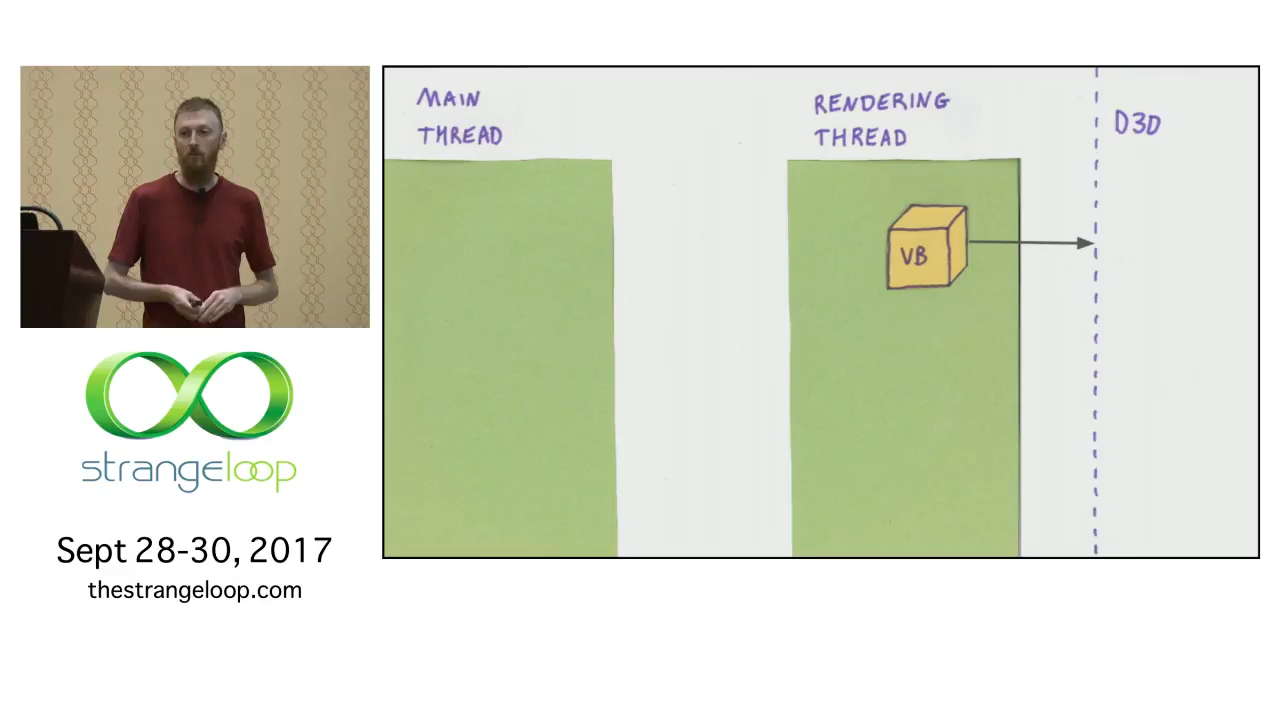 MAIN
THREAD
RENDERING
THREAD
D3D
VB
strangeloop
Sept 28-30, 2017
thestrangeloop.com